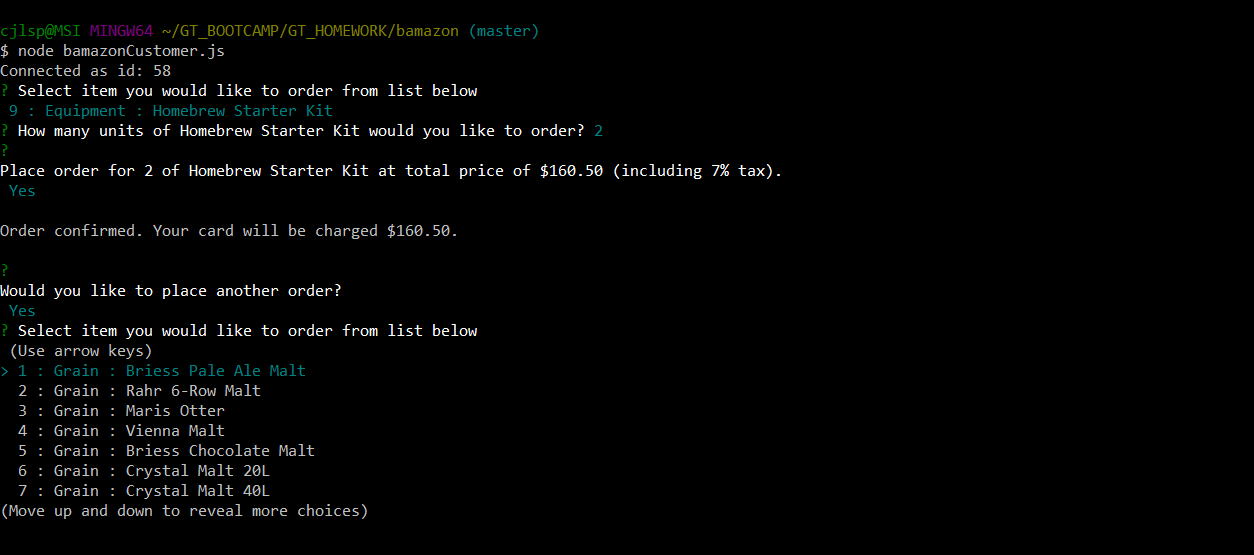 cjlsp@MSI MINGW64 ~/GT_BOOTCAMP/GT_HOMEWORK/bamazon (master)
$ node bamazonCustomer.js
Connected as id: 58
? Select item you would like to order from list below
 9 : Equipment : Homebrew Starter Kit
? How many units of Homebrew Starter Kit would you like to order? 2
?
Place order for 2 of Homebrew Starter Kit at total price of $160.50 (including 7% tax).
 Yes
Order confirmed. Your card will be charged $160.50.
?
Would you like to place another order?
 Yes
? Select item you would like to order from list below
 (Use arrow keys)
> 1 : Grain : Briess Pale Ale Malt
  2 : Grain : Rahr 6-Row Malt
  3 : Grain : Maris Otter
  4 : Grain : Vienna Malt
  5 : Grain : Briess Chocolate Malt
  6 : Grain : Crystal Malt 20L
  7 : Grain : Crystal Malt 40L
(Move up and down to reveal more choices)